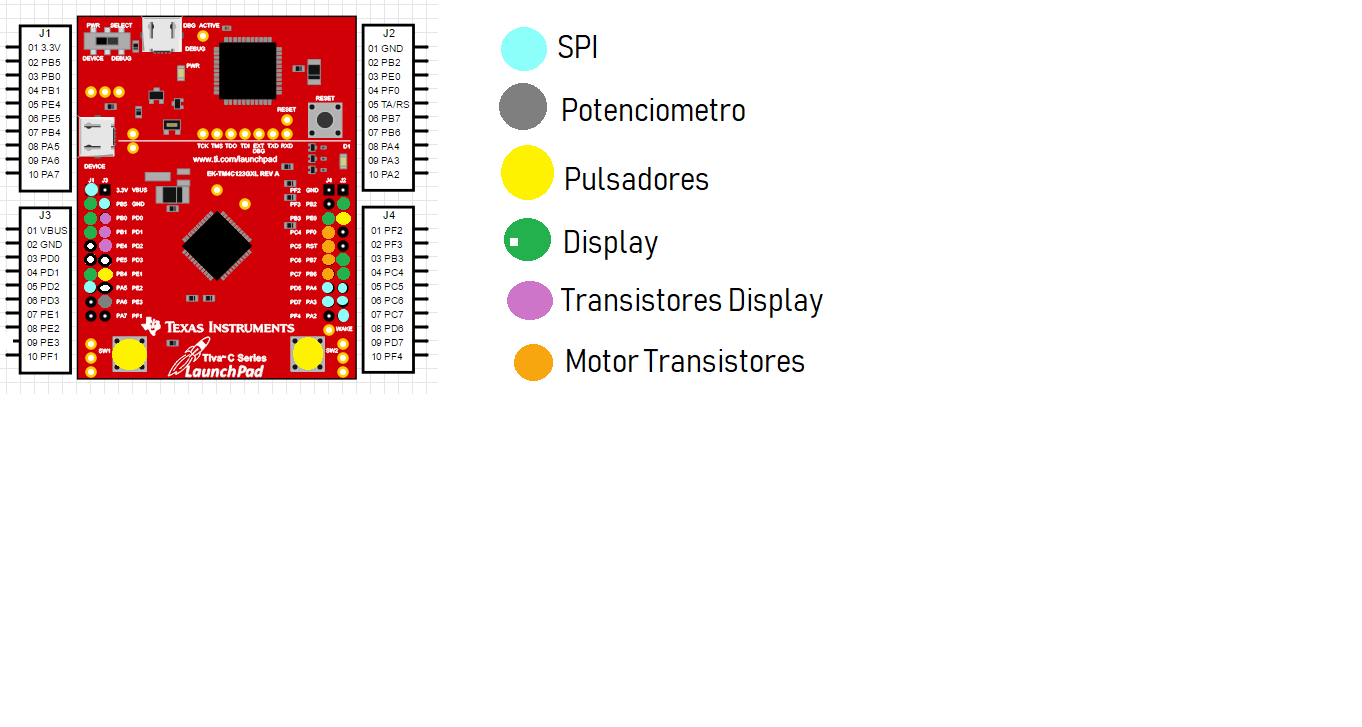 J1
01 3.3V
02 PB5
03 PB0
04 PB1
05 PE4
06 PE5
07 PB4
08 PA5
09 PA6
10 PA7
J3
01 VBUS
02 GND
03 PD0
04 PD1
05 PD2
06 PD3
07 PE1
08 PE2
09 PE3
10 PF1
PWR SELECT
DEVICE DEBUG
DBG ACTIVE
DEBUG
PWR
RESET
RESET
TCK TMS TDO TDI EXT TXD RXD
DBG
D1
DEVICE
www.ti.com/launchpad
EK-TM4C123GXL REV A
J1 J3
3.3V VBUS
PB5 GND
PB0 PD0
PB1 PD1
PE4 PD2
PE5 PD3
PB4 PE1
PA5 PE2
PA6 PE3
PA7 PF1
J4 J2
PF2 GND
PF3 PB2
PB3 PE0
PC4 PF0
PC5 RST
PC6 PB7
PC7 PB6
PD6 PA4
PD7 PA3
PF4 PA2
WAKE
TEXAS INSTRUMENTS
SW1
SW2
Tiva™ C Series
LaunchPad
J2
01 GND
02 PB2
03 PE0
04 PF0
05 TA/RS
06 PB7
07 PB6
08 PA4
09 PA3
10 PA2
J4
01 PF2
02 PF3
03 PB3
04 PC4
05 PC5
06 PC6
07 PC7
08 PD6
09 PD7
10 PF4
SPI
Potenciometro
Pulsadores
Display
Transistores Display
Motor Transistores